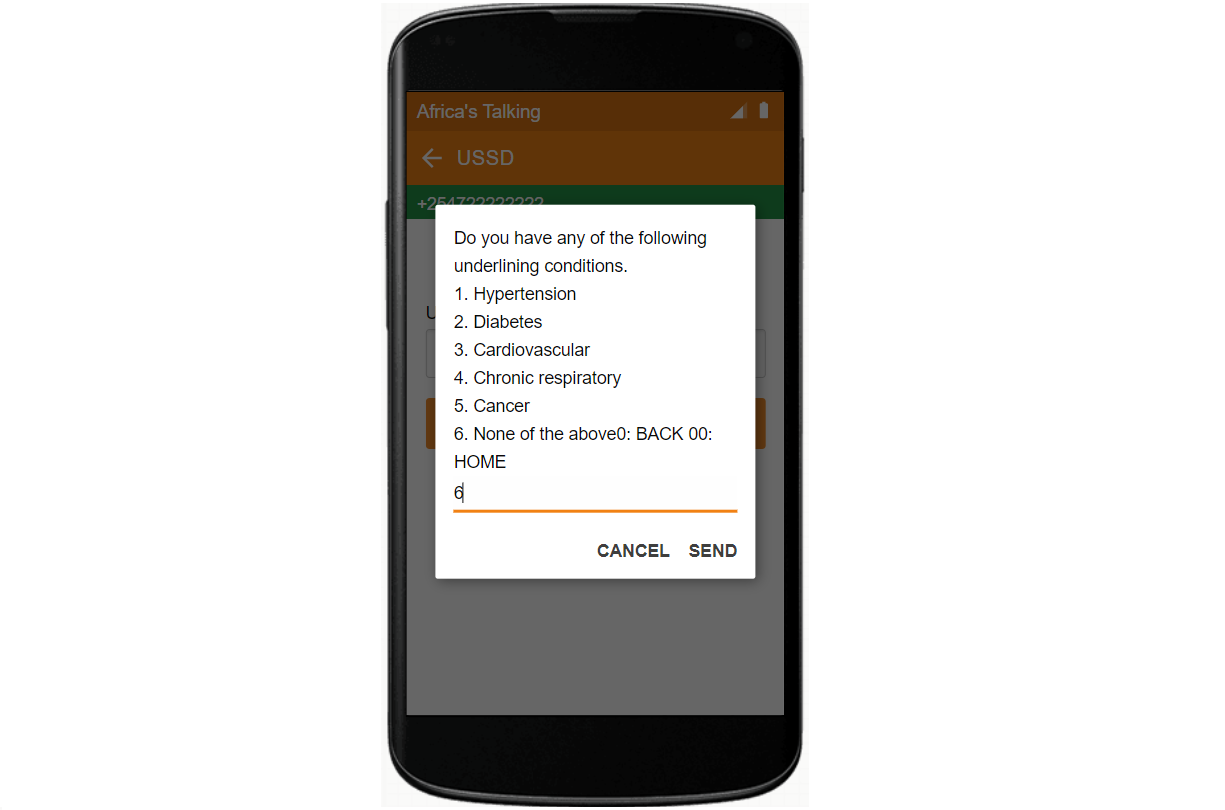 Africa's Talking
USSD
+254722222222
Do you have any of the following
underlining conditions.
1. Hypertension
2. Diabetes
3. Cardiovascular
4. Chronic respiratory
5. Cancer
6. None of the above0: BACK 00:
HOME
6
CANCEL SEND